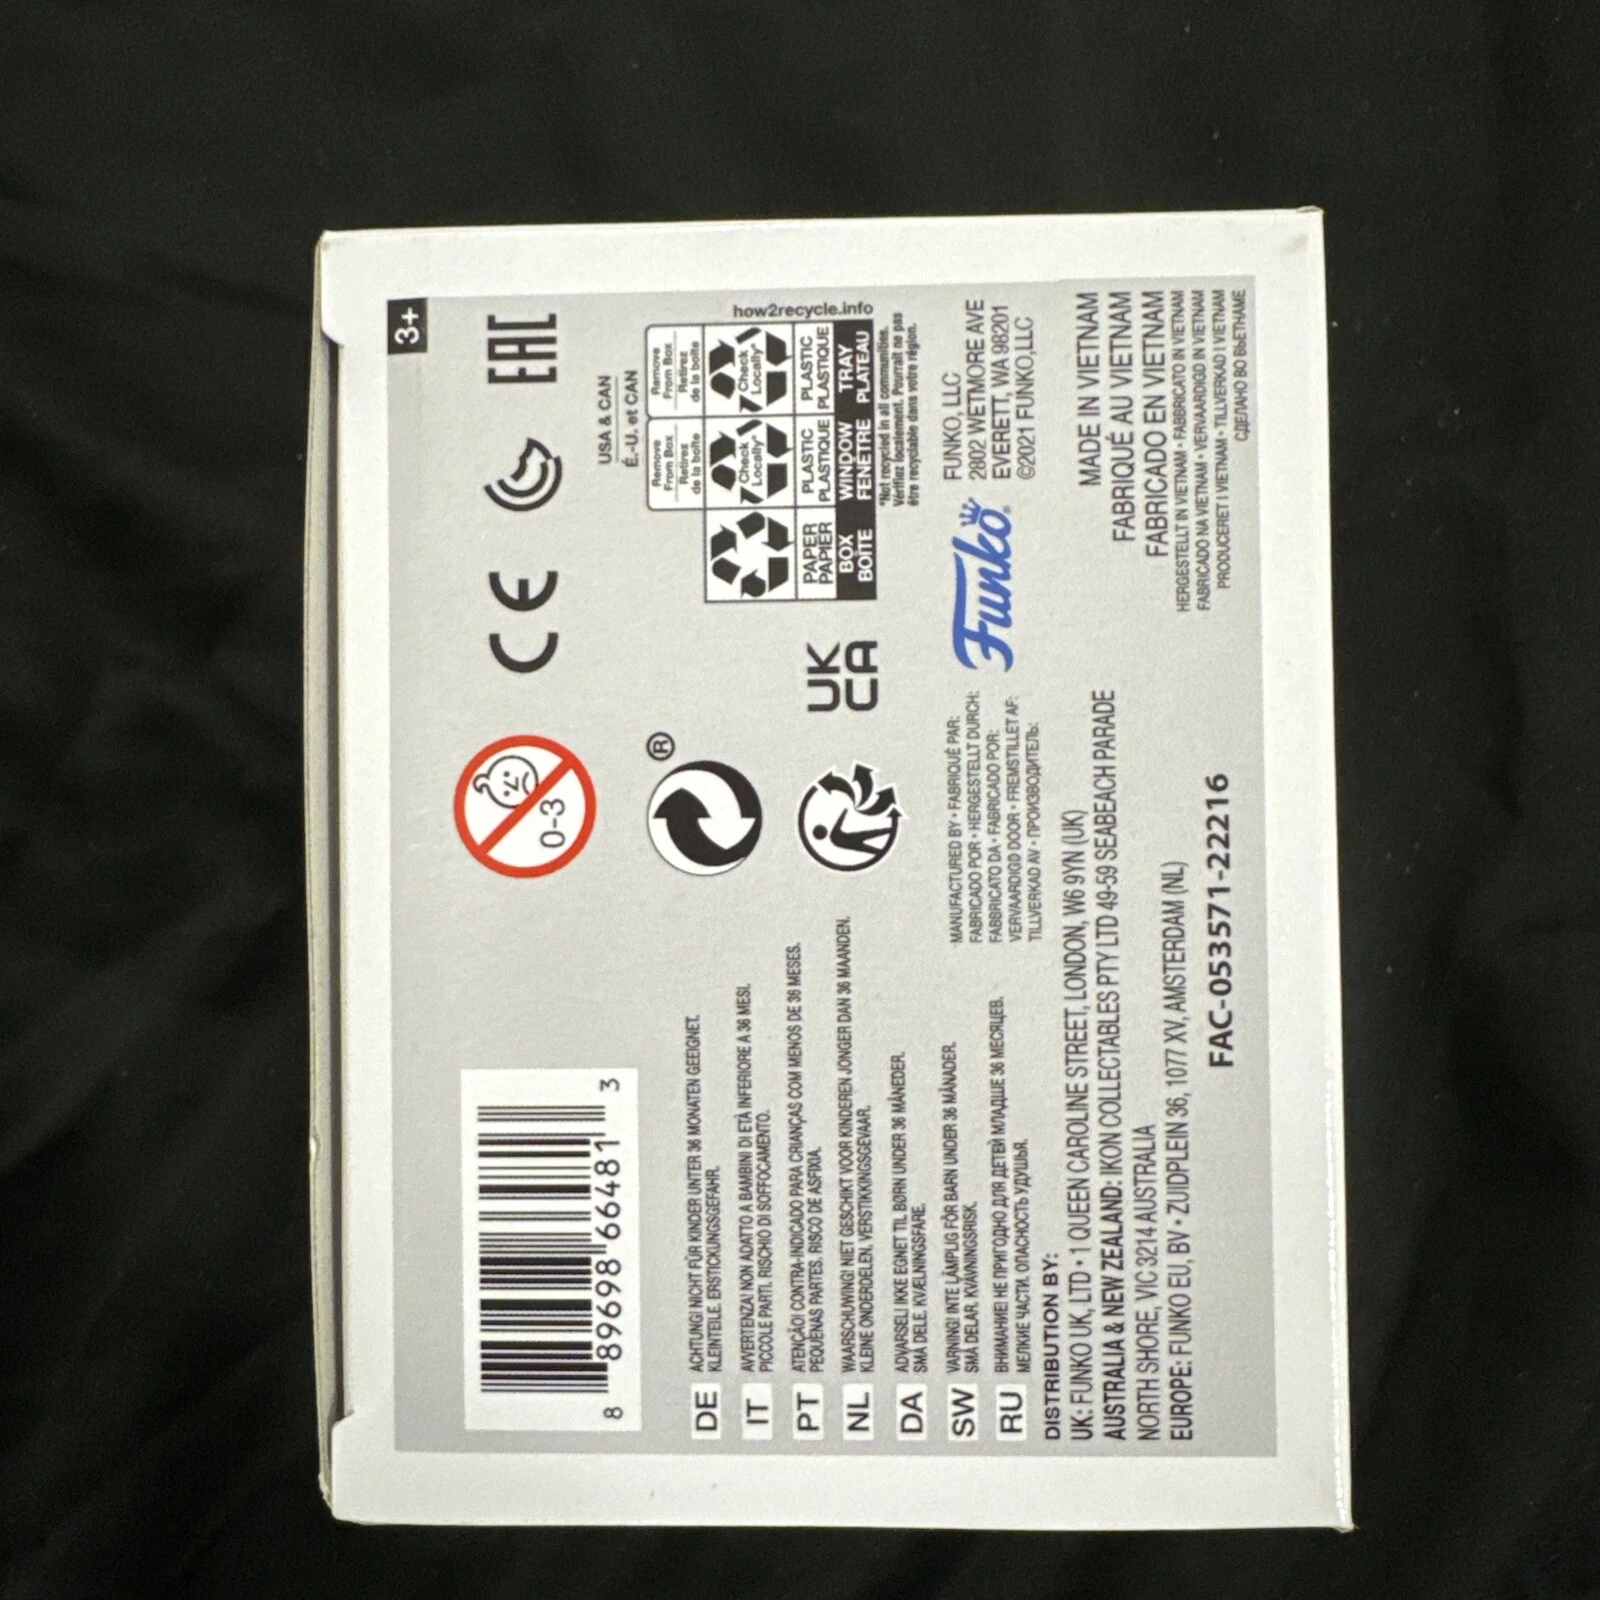 8 89698 66481 3
0-3
CE
EAC
3+
DE ACHTUNG! NICHT FÜR KINDER UNTER 36 MONATEN GEEIGNET.
KLEINTEILE. ERSTICKUNGSGEFAHR.
IT AVVERTENZA! NON ADATTO A BAMBINI DI ETÀ INFERIORE A 36 MESI.
PICCOLE PARTI. RISCHIO DI SOFFOCAMENTO.
PT ATENÇÃO! CONTRA-INDICADO PARA CRIANÇAS COM MENOS DE 36 MESES.
PEQUENAS PARTES. RISCO DE ASFIXIA.
NL WAARSCHUWING! NIET GESCHIKT VOOR KINDEREN JONGER DAN 36 MAANDEN.
KLEINE ONDERDELEN. VERSTIKKINGSGEVAAR.
DA ADVARSEL! IKKE EGNET TIL BØRN UNDER 36 MÅNEDER.
SMÅ DELE. KVÆLNINGSFARE.
SW VARNING! INTE LÄMPLIG FÖR BARN UNDER 36 MÅNADER.
SMÅ DELAR. KVÄVNINGSRISK.
RU ВНИМАНИЕ! НЕ ПРИГОДНО ДЛЯ ДЕТЕЙ МЛАДШЕ 36 МЕСЯЦЕВ.
МЕЛКИЕ ЧАСТИ. ОПАСНОСТЬ УДУШЬЯ.
®
UK
CA
USA & CAN
É.-U. et CAN
Remove
From Box
Retirez
de la boîte
Remove
From Box
Retirez
de la boîte
Check
Locally*
Check
Locally*
PAPER
PAPIER
PLASTIC
PLASTIQUE
PLASTIC
PLASTIQUE
BOX
BOÎTE
WINDOW
FENÊTRE
TRAY
PLATEAU
how2recycle.info
*Not recycled in all communities.
Vérifiez localement. Pourrait ne pas
être recyclable dans votre région.
MANUFACTURED BY • FABRIQUÉ PAR:
FABRICADO POR • HERGESTELLT DURCH:
FABBRICATO DA • FABRICADO POR:
VERVAARDIGD DOOR • FREMSTILLET AF:
TILLVERKAD AV • ПРОИЗВОДИТЕЛЬ:
Funko®
FUNKO, LLC
2802 WETMORE AVE
EVERETT, WA 98201
©2021 FUNKO,LLC
DISTRIBUTION BY:
UK: FUNKO UK, LTD • 1 QUEEN CAROLINE STREET, LONDON, W6 9YN (UK)
AUSTRALIA & NEW ZEALAND: IKON COLLECTABLES PTY LTD 49-59 SEABEACH PARADE
NORTH SHORE, VIC 3214 AUSTRALIA
EUROPE: FUNKO EU, BV • ZUIDPLEIN 36, 1077 XV, AMSTERDAM (NL)
FAC-053571-22216
MADE IN VIETNAM
FABRIQUÉ AU VIETNAM
FABRICADO EN VIETNAM
HERGESTELLT IN VIETNAM • FABBRICATO IN VIETNAM
FABRICADO NA VIETNAM • VERVAARDIGD IN VIETNAM
PRODUCERET I VIETNAM • TILLVERKAD I VIETNAM
СДЕЛАНО ВО ВЬЕТНАМЕ